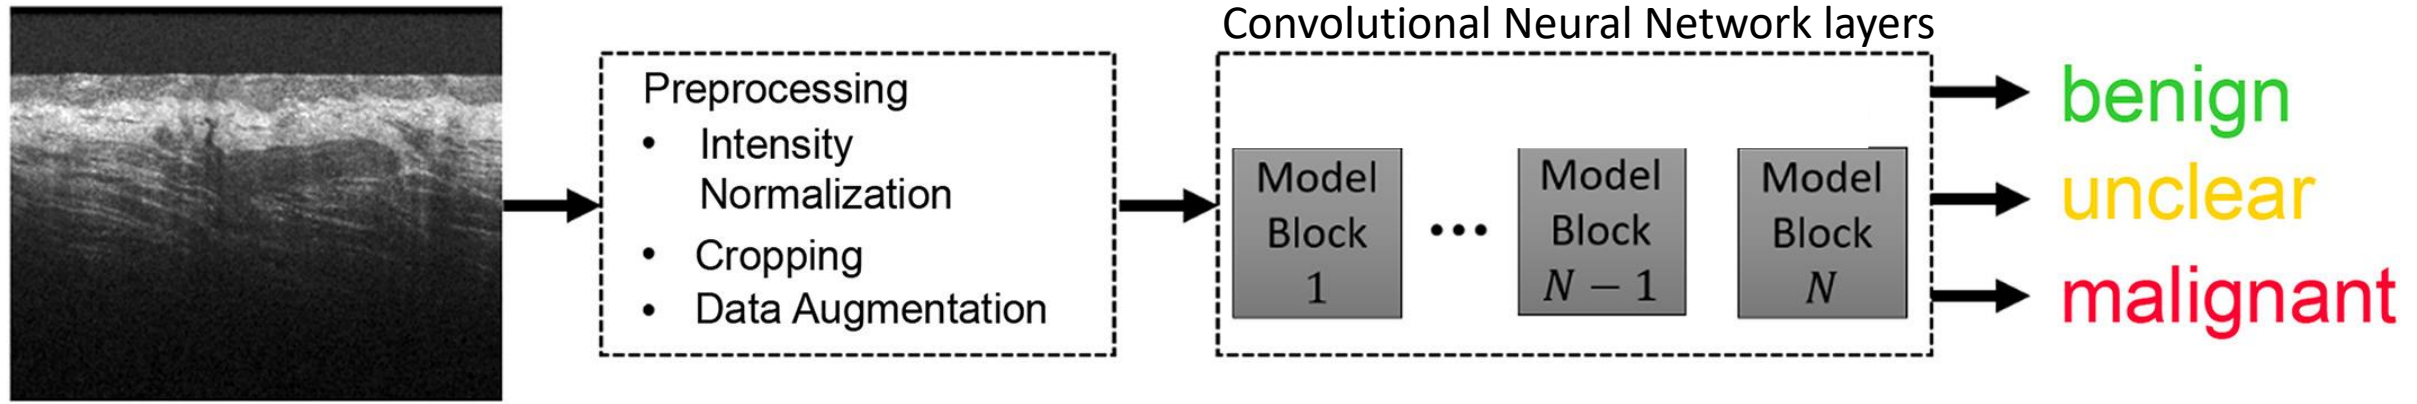 Convolutional Neural Network layers
Preprocessing
• Intensity
Normalization
• Cropping
• Data Augmentation
Model
Block
1
•••
Model
Block
N − 1
Model
Block
N
benign
unclear
malignant